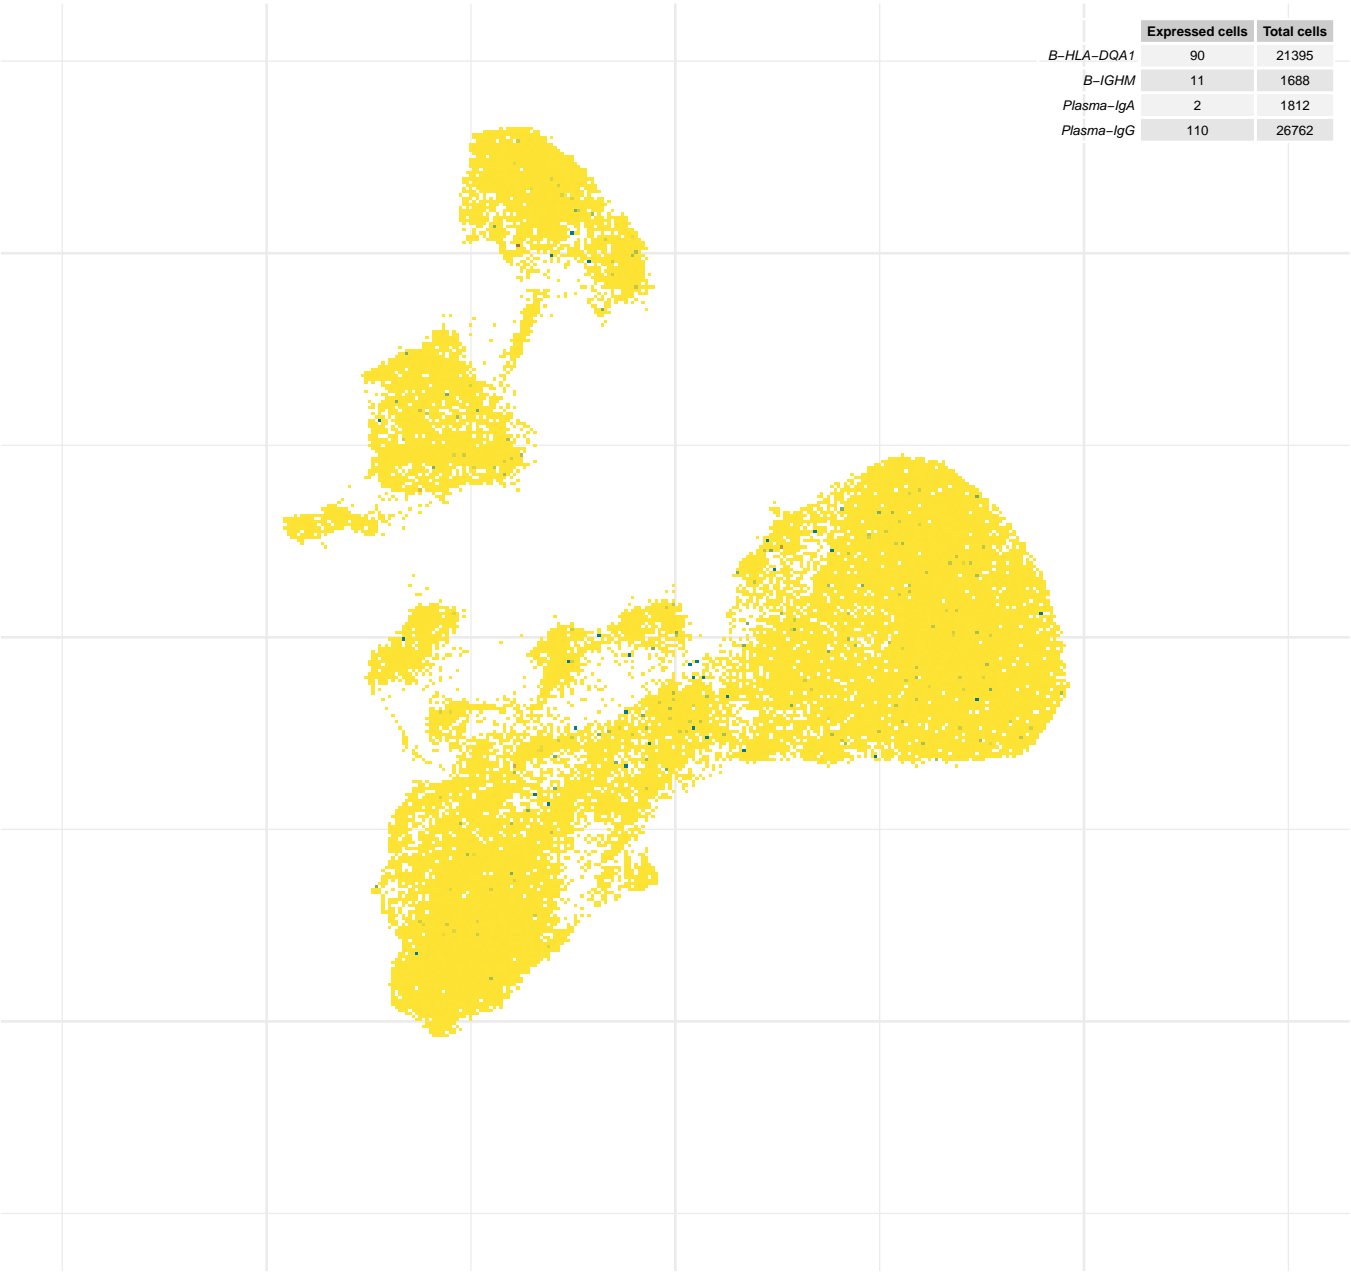 Expressed cells Total cells
B−HLA−DQA1 90 21395
B−IGHM 11 1688
Plasma−IgA 2 1812
Plasma−IgG 110 26762